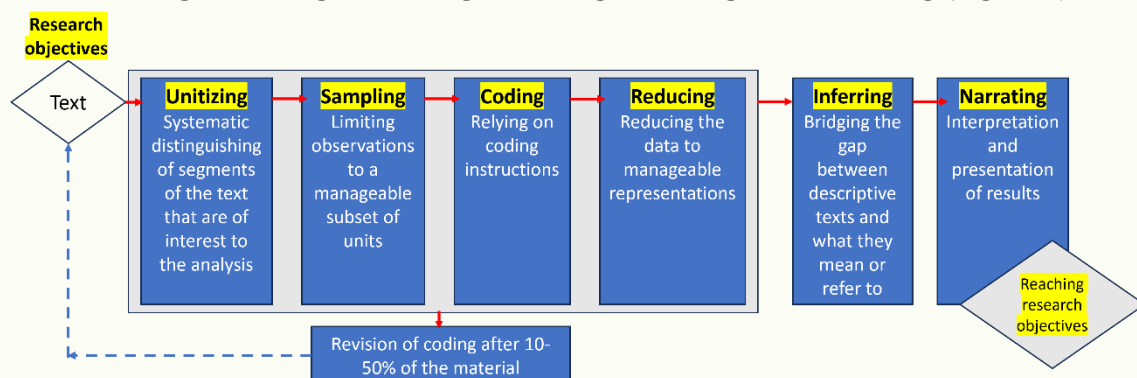 Research
objectives
Text
Unitizing
Systematic
distinguishing
of segments
of the text
that are of
interest to
the analysis
Sampling
Limiting
observations
to a
manageable
subset of
units
Coding
Relying on
coding
instructions
Reducing
Reducing the
data to
manageable
representations
Inferring
Bridging the
gap
between
descriptive
texts and
what they
mean or
refer to
Narrating
Interpretation
and
presentation
of results
Reaching
research
objectives
Revision of coding after 10-
50% of the material